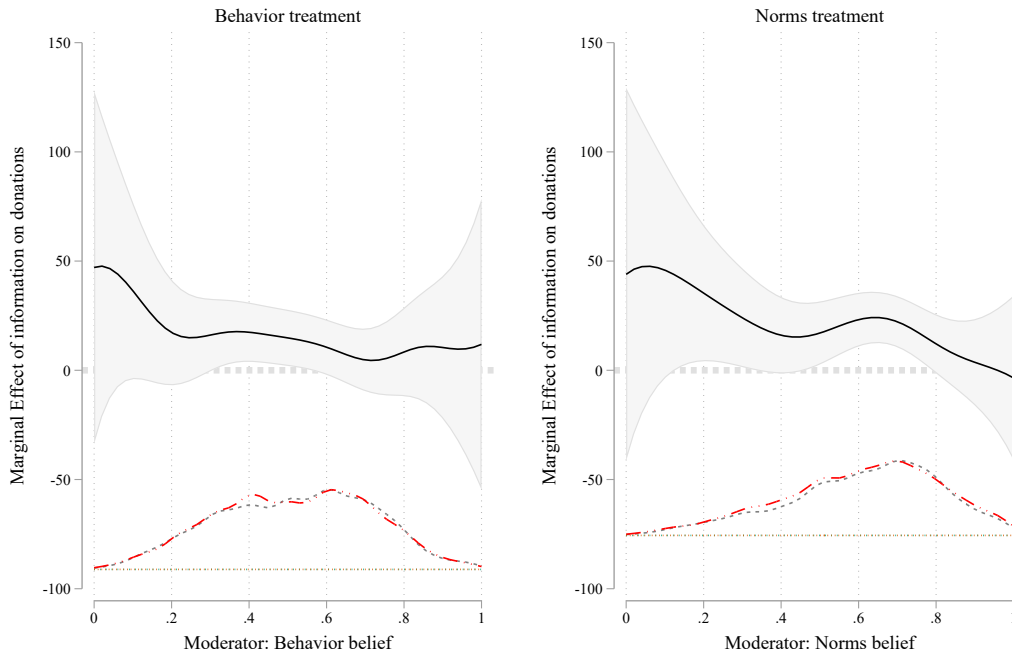 Behavior treatment
Marginal Effect of information on donations
150
100
50
0
-50
-100
0 .2 .4 .6 .8 1
Moderator: Behavior belief
Norms treatment
Marginal Effect of information on donations
150
100
50
0
-50
-100
0 .2 .4 .6 .8 1
Moderator: Norms belief